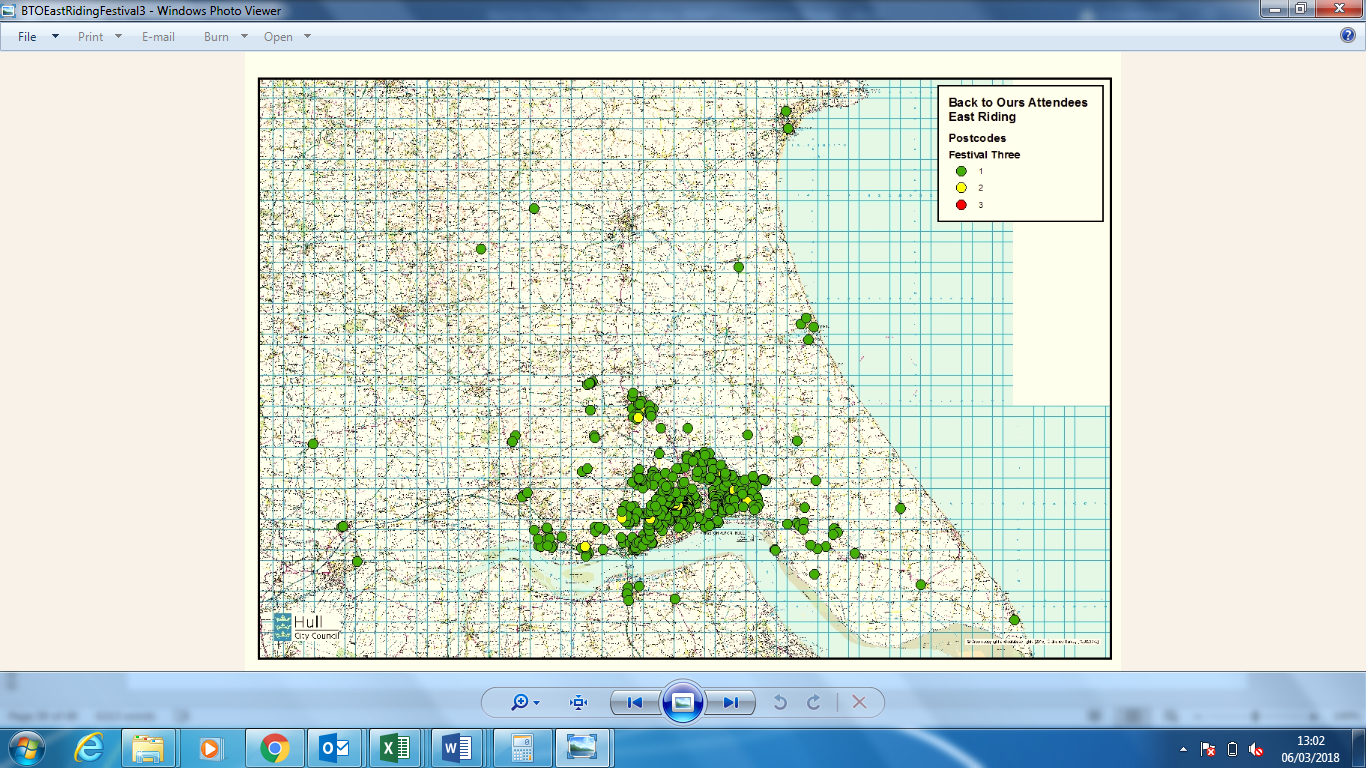 BTOEastRidingFestival3 - Windows Photo Viewer
File Print E-mail Burn Open
Back to Ours Attendees
East Riding
Postcodes
Festival Three
1
2
3
Hull
City Council
13:02
06/03/2018